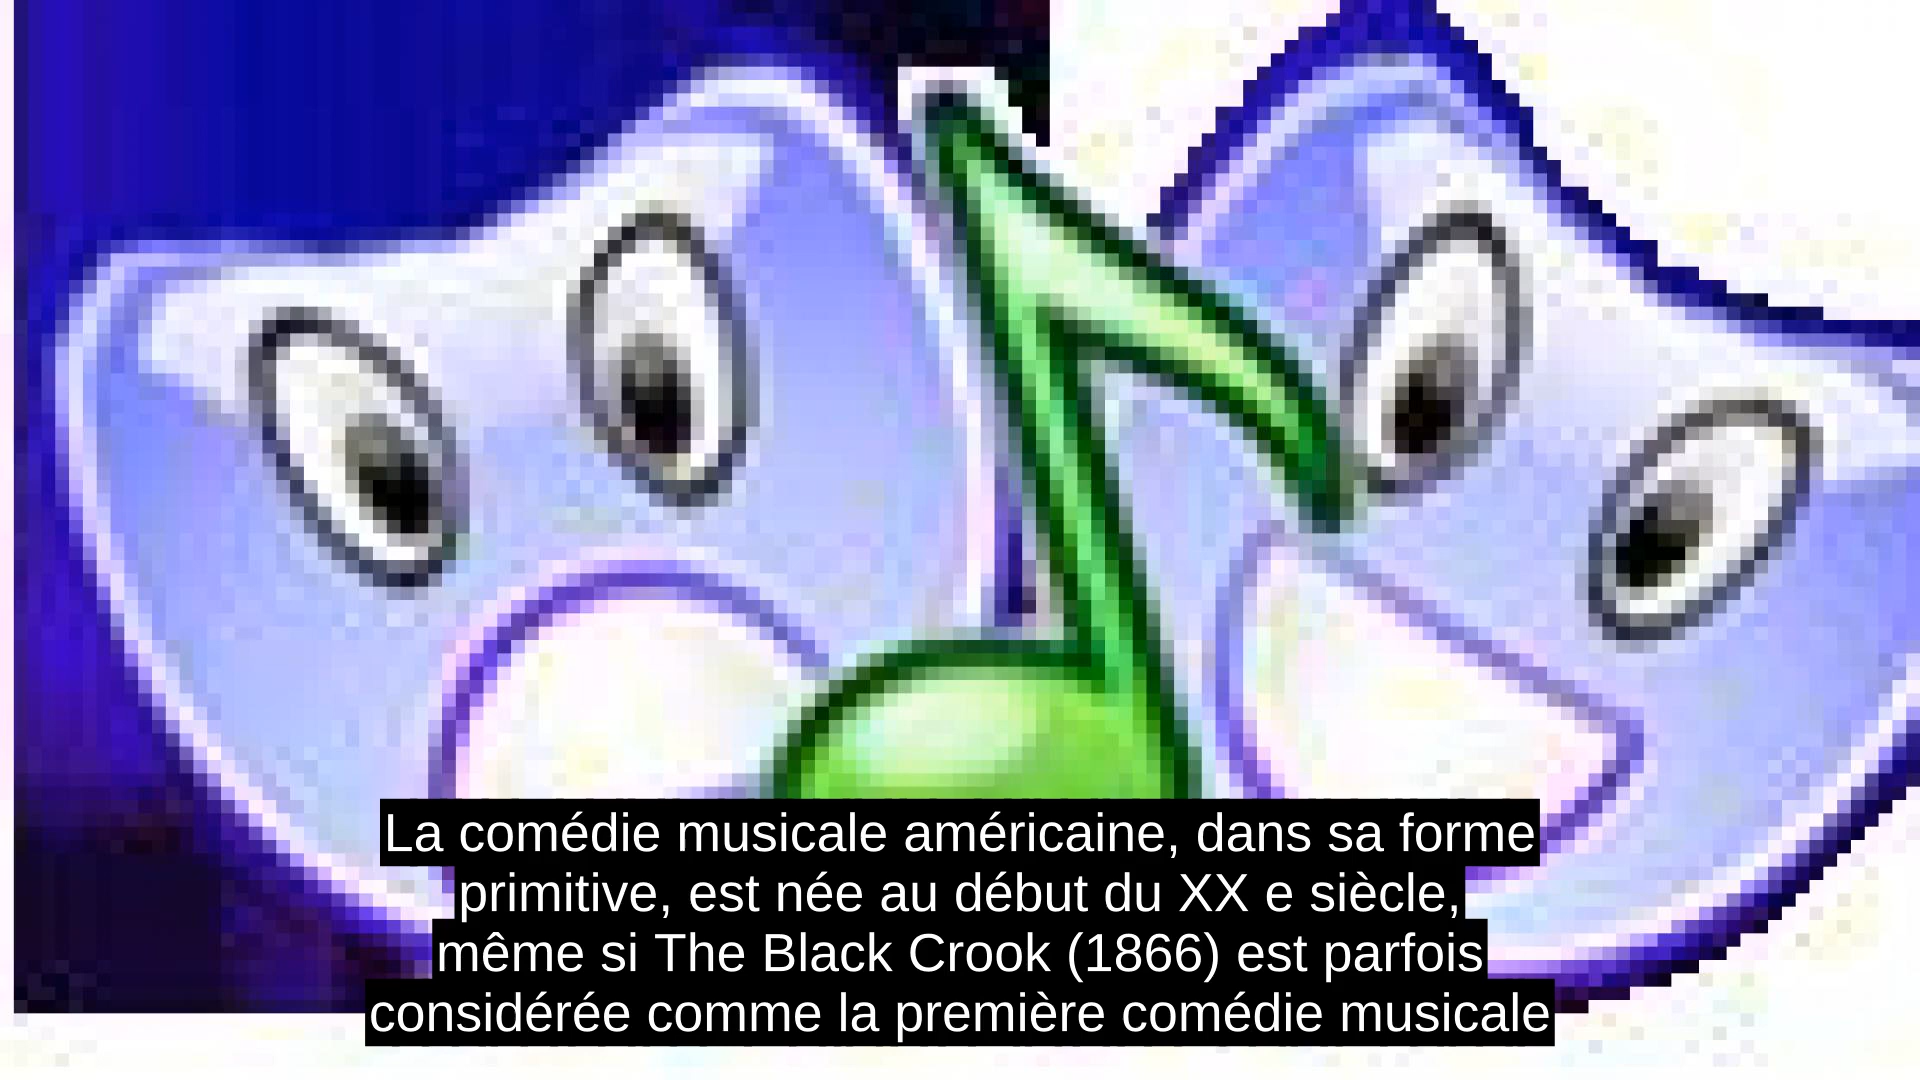 La comédie musicale américaine, dans sa forme
primitive, est née au début du XX e siècle,
même si The Black Crook (1866) est parfois
considérée comme la première comédie musicale